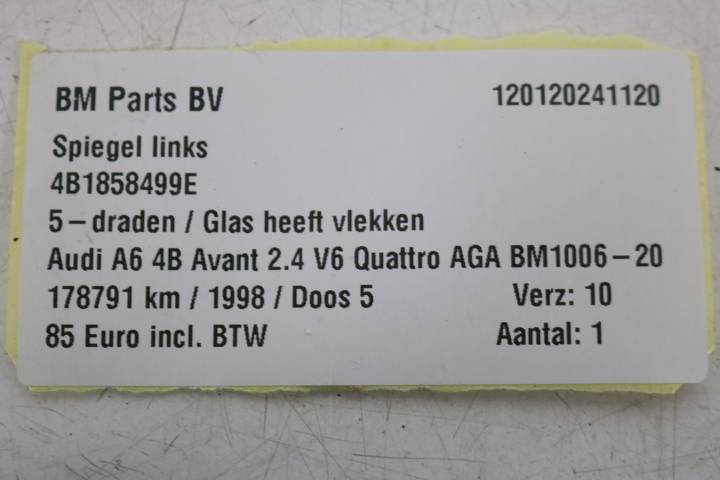 BM Parts BV 120120241120
Spiegel links
4B1858499E
5-draden / Glas heeft vlekken
Audi A6 4B Avant 2.4 V6 Quattro AGA BM1006-20
178791 km / 1998 / Doos 5 Verz: 10
85 Euro incl. BTW Aantal: 1